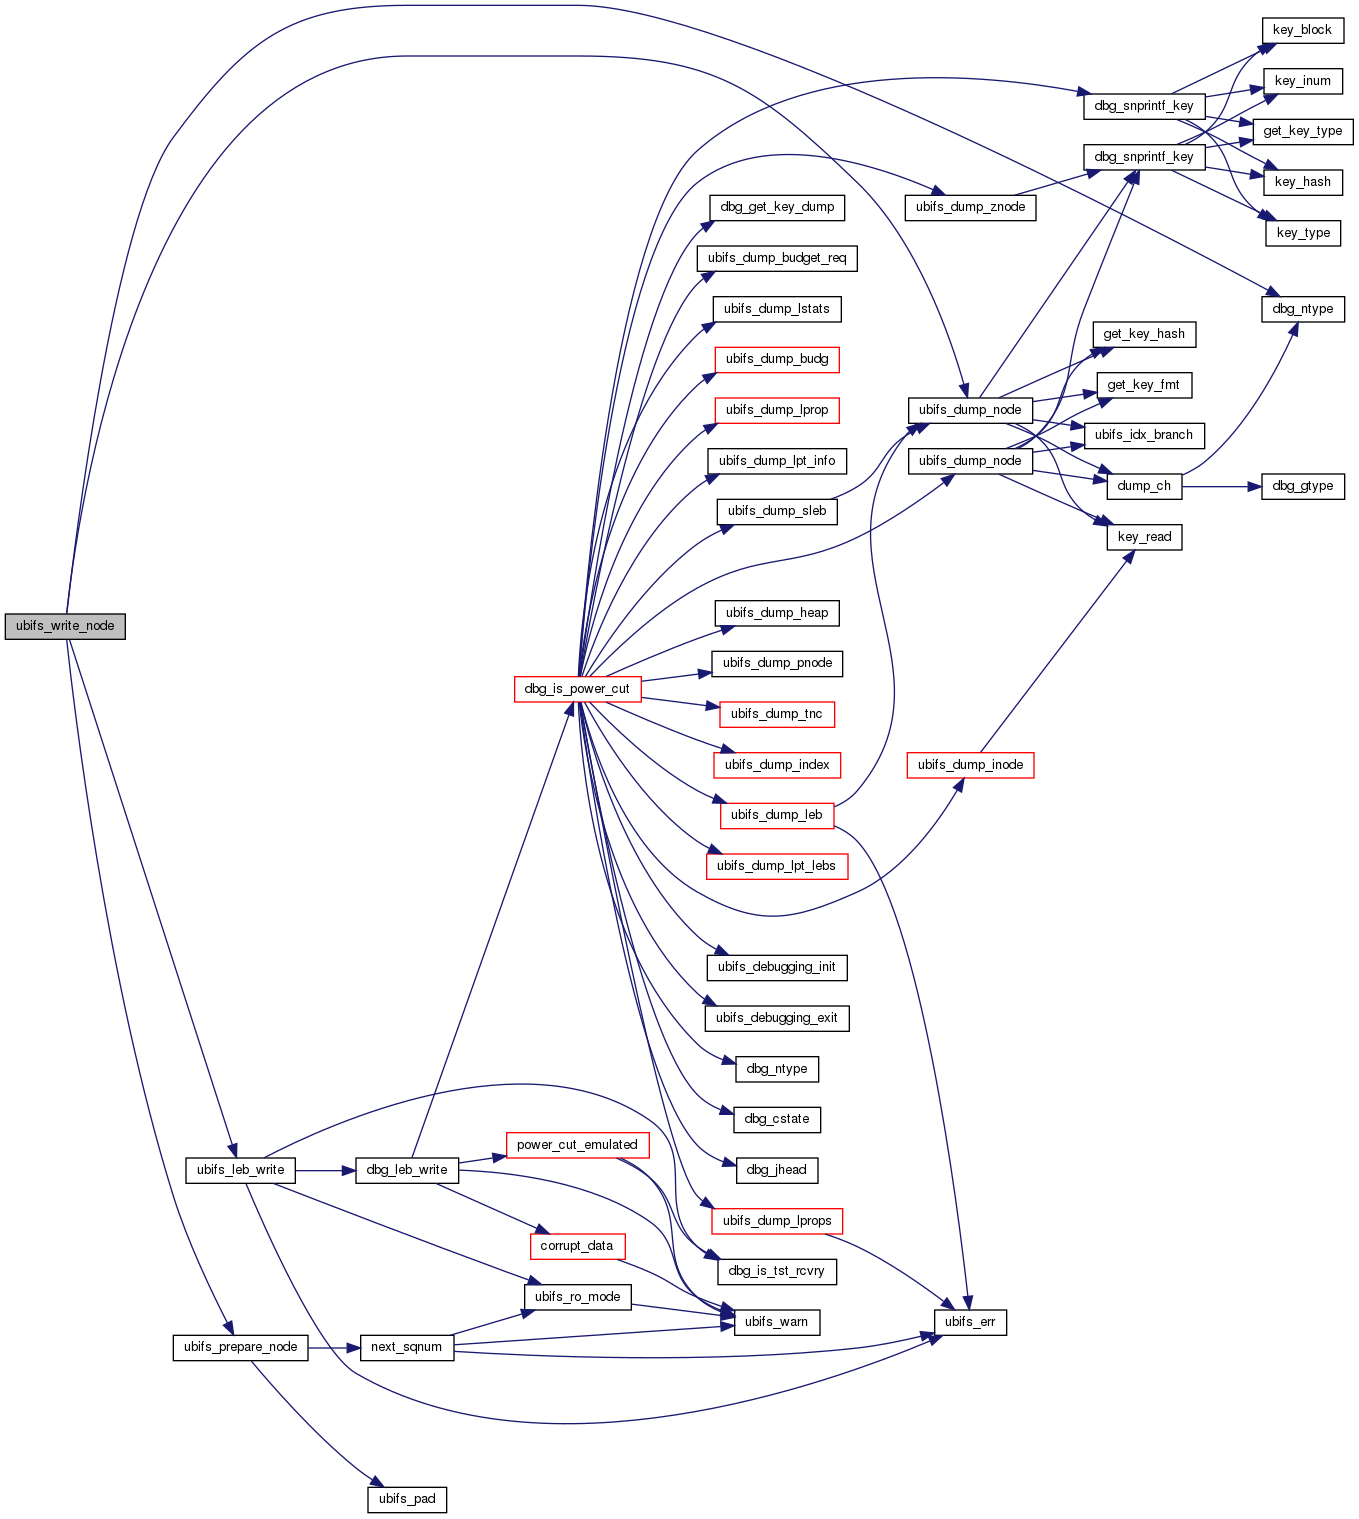 key_block
key_inum
dbg_snprintf_key
get_key_type
dbg_snprintf_key
key_hash
dbg_get_key_dump
ubifs_dump_znode
key_type
ubifs_dump_budget_req
ubifs_dump_lstats
dbg_ntype
get_key_hash
ubifs_dump_budg
get_key_fmt
ubifs_dump_lprop
ubifs_dump_node
ubifs_idx_branch
ubifs_dump_lpt_info
ubifs_dump_node
dump_ch
dbg_gtype
ubifs_dump_sleb
key_read
ubifs_dump_heap
ubifs_write_node
ubifs_dump_pnode
dbg_is_power_cut
ubifs_dump_tnc
ubifs_dump_index
ubifs_dump_inode
ubifs_dump_leb
ubifs_dump_lpt_lebs
ubifs_debugging_init
ubifs_debugging_exit
dbg_ntype
dbg_cstate
power_cut_emulated
ubifs_leb_write
dbg_leb_write
dbg_jhead
ubifs_dump_lprops
corrupt_data
dbg_is_tst_rcvry
ubifs_ro_mode
ubifs_warn
ubifs_err
ubifs_prepare_node
next_sqnum
ubifs_pad